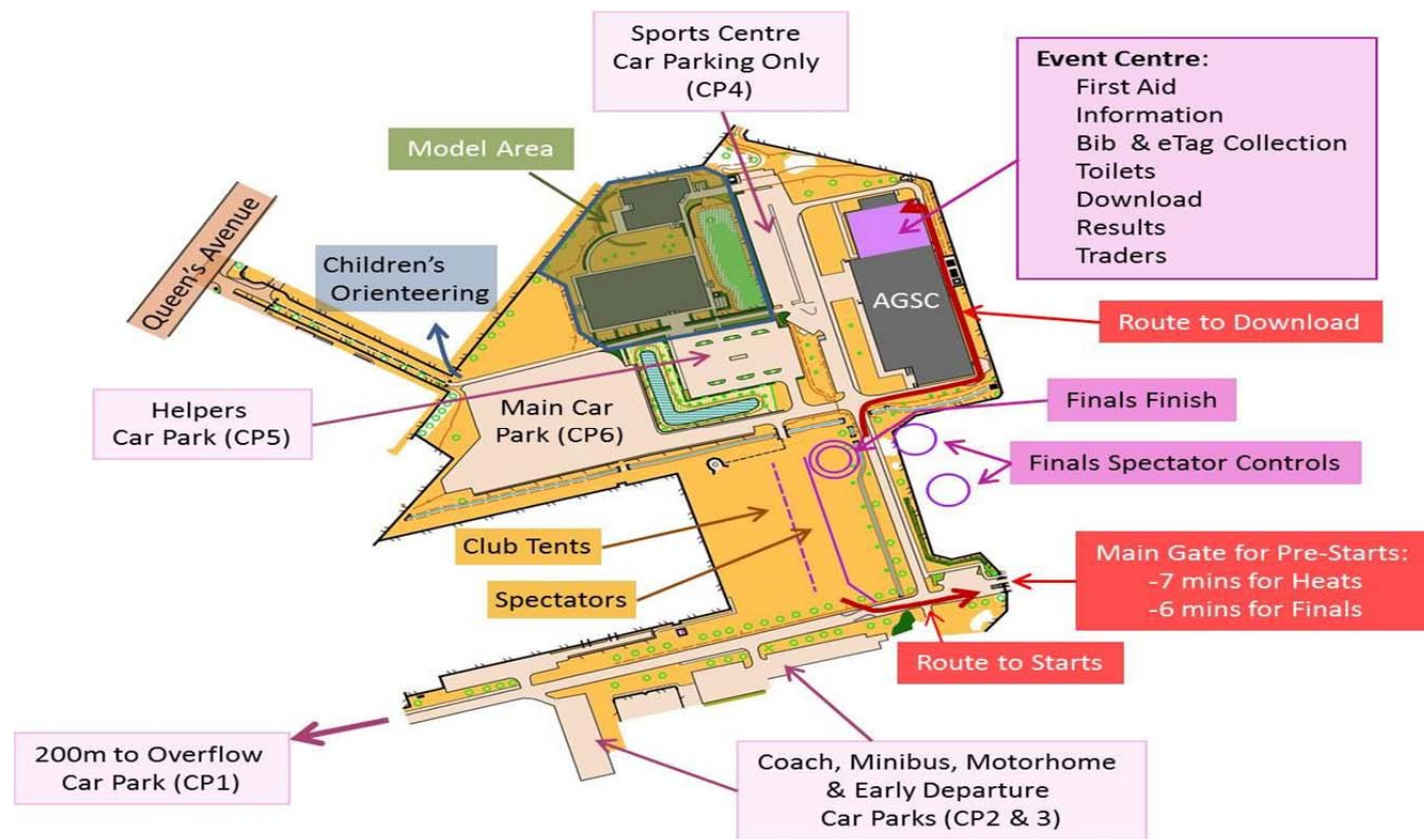 Sports Centre
Car Parking Only
(CP4)
Event Centre:
First Aid
Information
Bib & eTag Collection
Toilets
Download
Results
Traders
Model Area
Queen's Avenue
Children's
Orienteering
AGSC
Route to Download
Helpers
Car Park (CP5)
Main Car
Park (CP6)
Finals Finish
Finals Spectator Controls
Club Tents
Spectators
Main Gate for Pre-Starts:
-7 mins for Heats
-6 mins for Finals
Route to Starts
200m to Overflow
Car Park (CP1)
Coach, Minibus, Motorhome
& Early Departure
Car Parks (CP2 & 3)